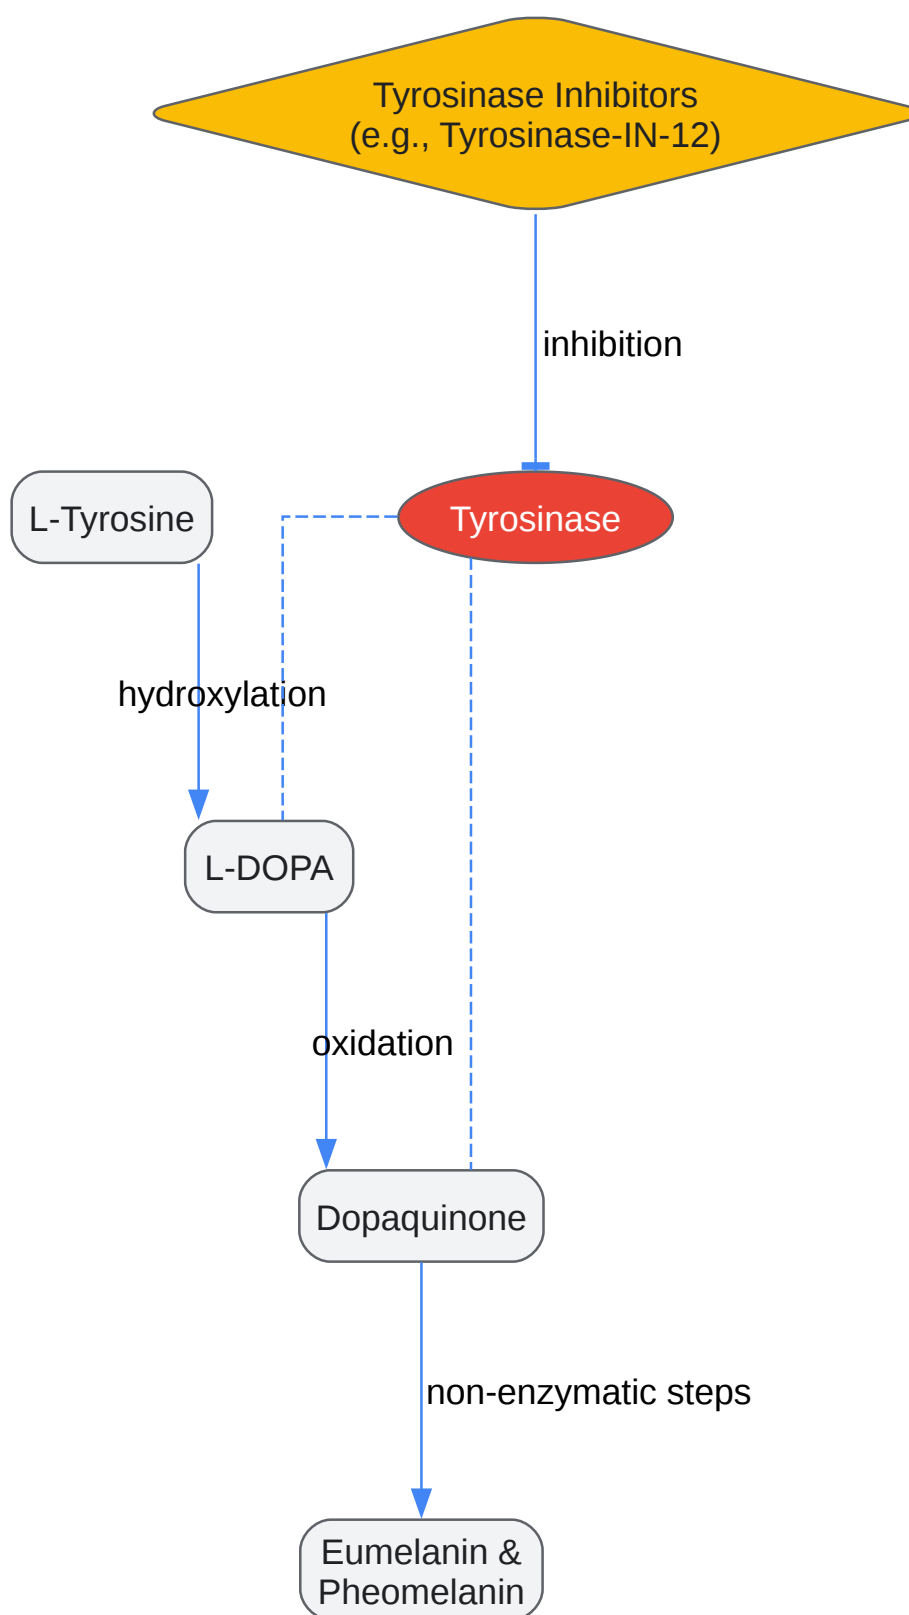 Tyrosinase Inhibitors
(e.g., Tyrosinase-IN-12)
inhibition
L-Tyrosine
Tyrosinase
hydroxylation
L-DOPA
oxidation
Dopaquinone
non-enzymatic steps
Eumelanin &
Pheomelanin